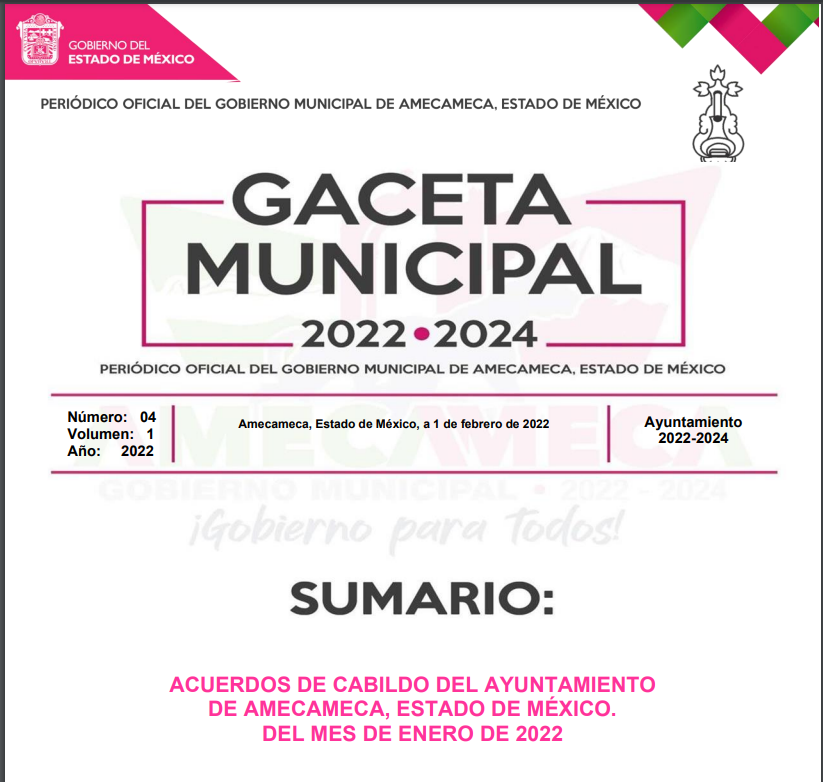 GOBIERNO DEL
ESTADO DE MÉXICO
PERIÓDICO OFICIAL DEL GOBIERNO MUNICIPAL DE AMECAMECA, ESTADO DE MÉXICO
GACETA
MUNICIPAL
2022•2024
PERIÓDICO OFICIAL DEL GOBIERNO MUNICIPAL DE AMECAMECA, ESTADO DE MÉXICO
Número: 04
Volumen: 1
Año: 2022
Amecameca, Estado de México, a 1 de febrero de 2022
Ayuntamiento
2022-2024
AMECAMECA
GOBIERNO MUNICIPAL • 2022 - 2024
¡Gobierno para Todos!
SUMARIO:
ACUERDOS DE CABILDO DEL AYUNTAMIENTO
DE AMECAMECA, ESTADO DE MÉXICO.
DEL MES DE ENERO DE 2022